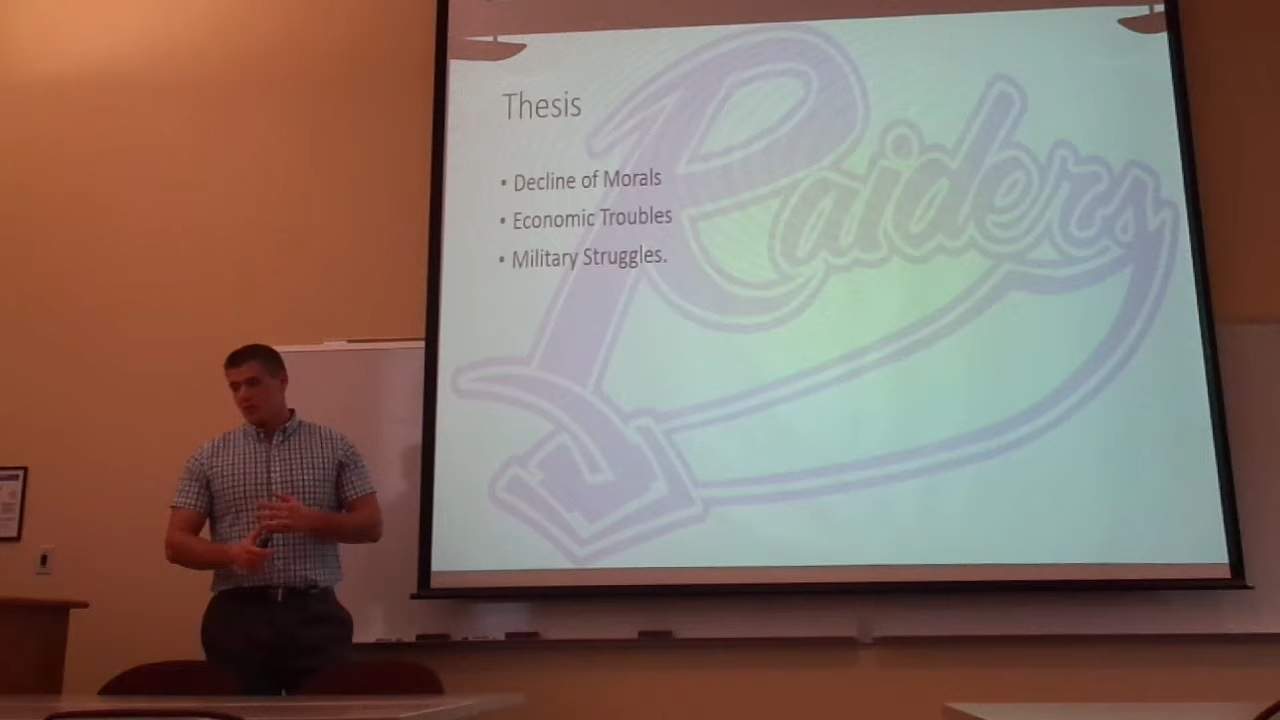 Thesis
• Decline of Morals
• Economic Troubles
• Military Struggles.
Raiders